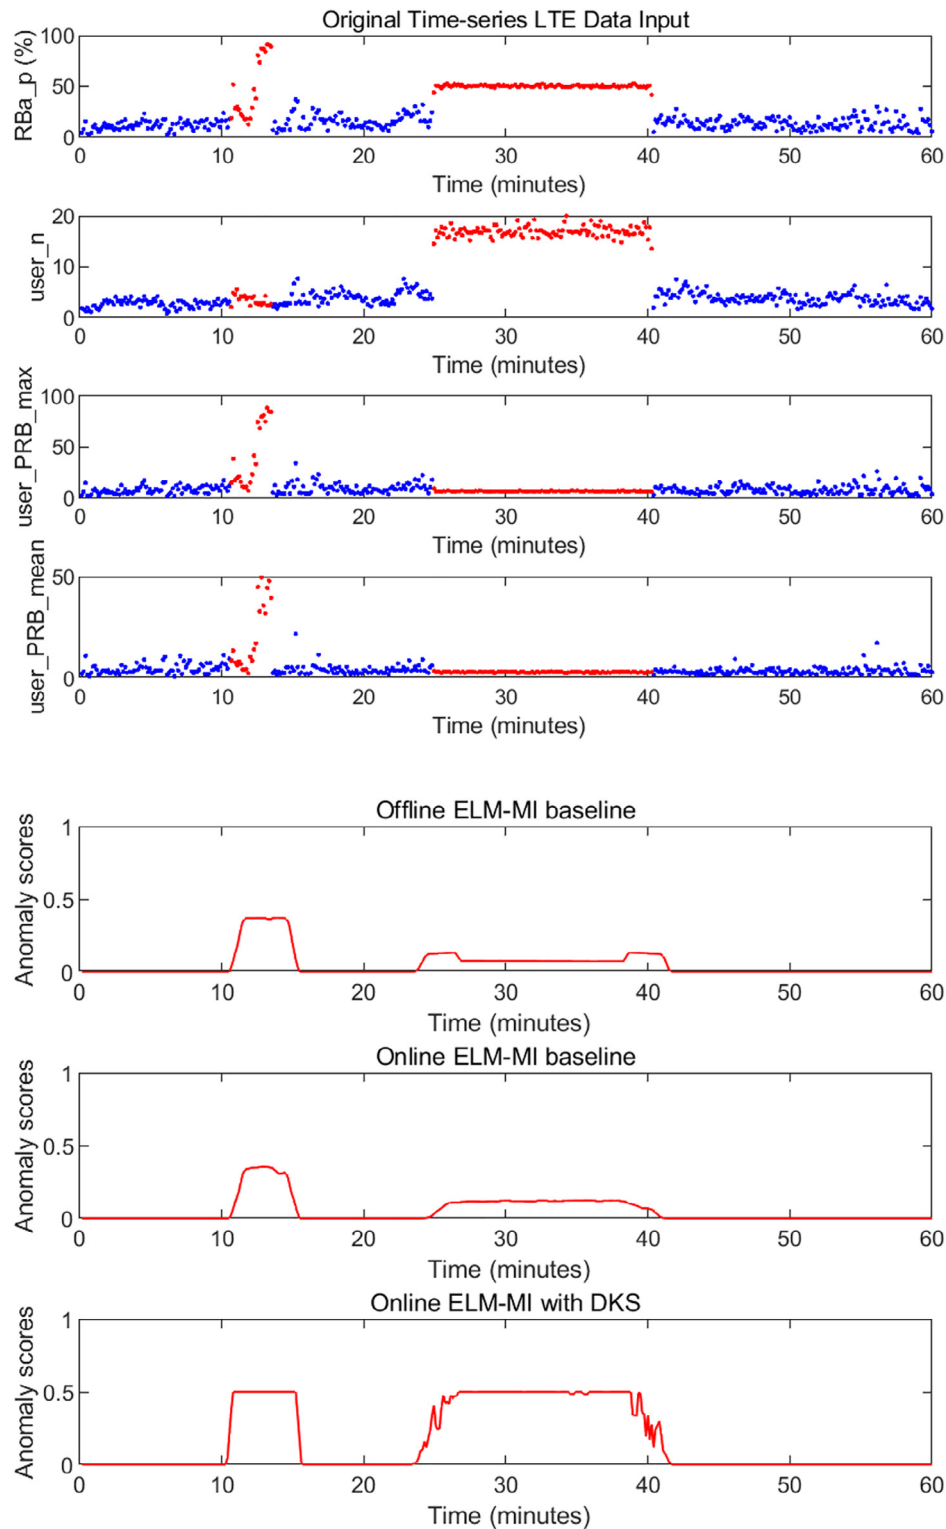 Original Time-series LTE Data Input
RBa_p (%)
100
50
0
0 10 20 30 40 50 60
Time (minutes)
user_n
20
10
0
0 10 20 30 40 50 60
Time (minutes)
user_PRB_max
100
50
0
0 10 20 30 40 50 60
Time (minutes)
user_PRB_mean
50
0
0 10 20 30 40 50 60
Time (minutes)
Offline ELM-MI baseline
Anomaly scores
1
0.5
0
0 10 20 30 40 50 60
Time (minutes)
Online ELM-MI baseline
Anomaly scores
1
0.5
0
0 10 20 30 40 50 60
Time (minutes)
Online ELM-MI with DKS
Anomaly scores
1
0.5
0
0 10 20 30 40 50 60
Time (minutes)